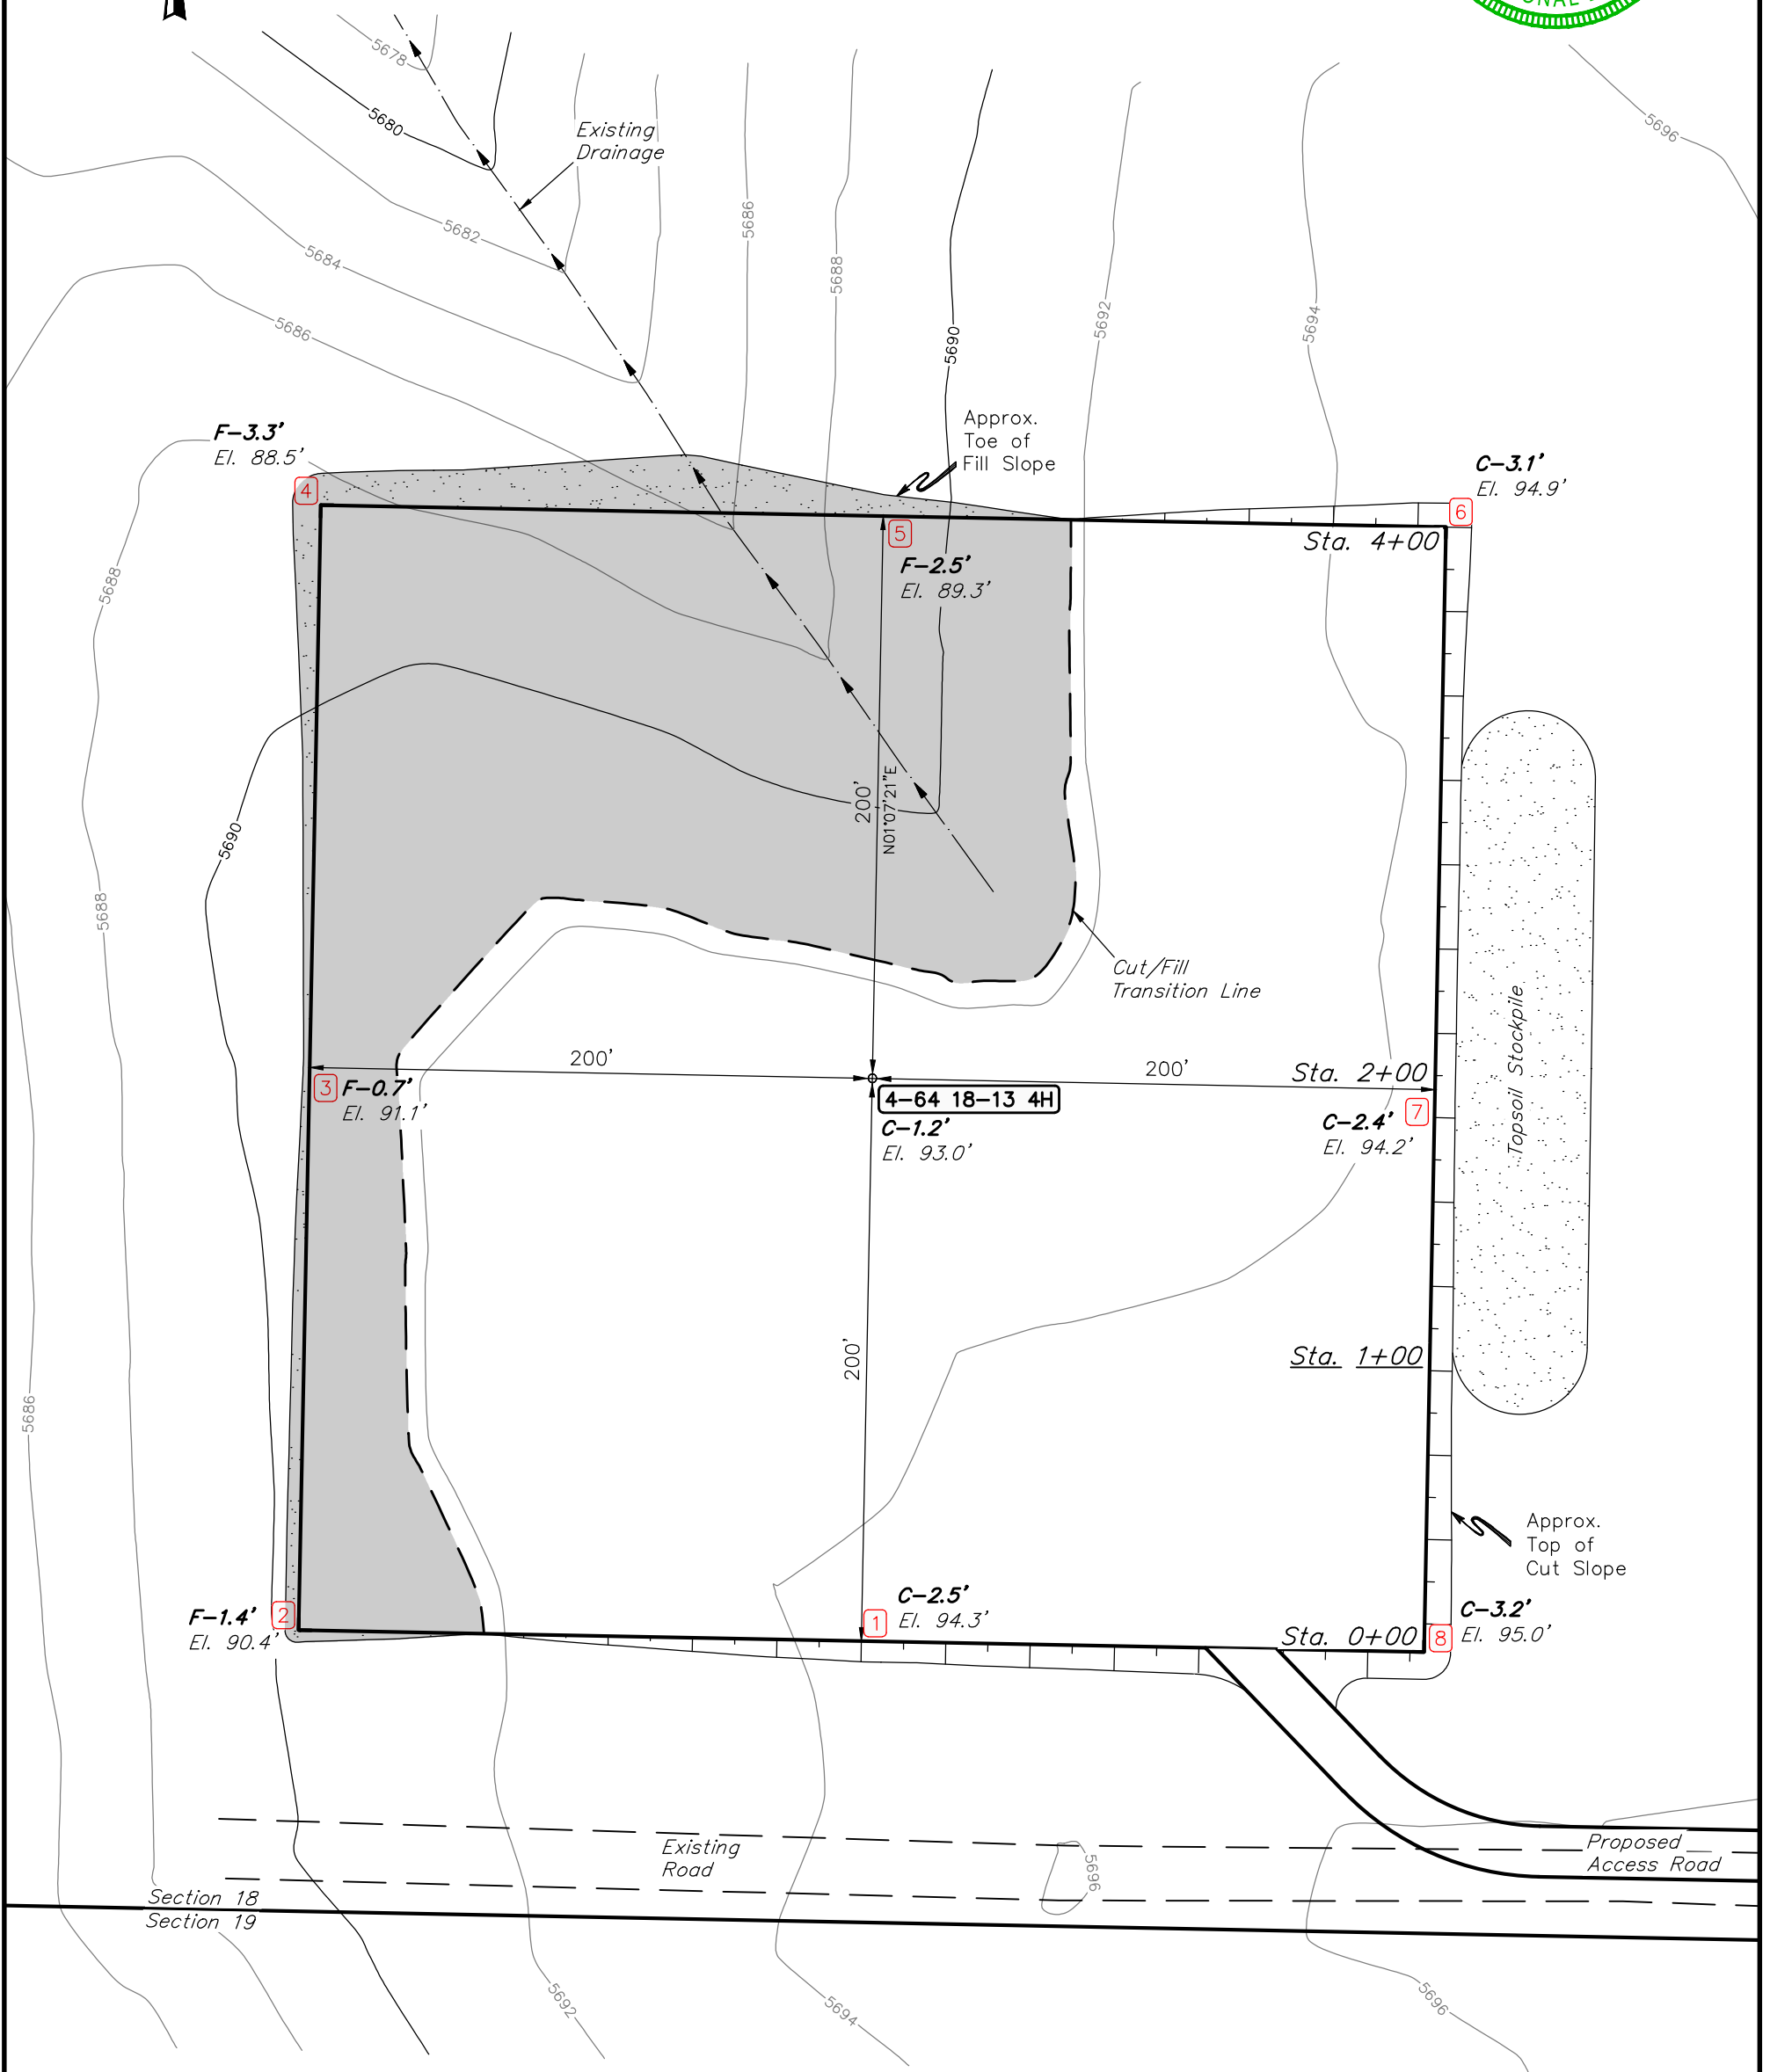 ONAL
5678
5680
Existing
Drainage
5696
5682
5684
5686
5686
5688
5690
5692
5694
F-3.3'
El. 88.5'
4
Approx.
Toe of
Fill Slope
C-3.1'
El. 94.9'
6
5
Sta. 4+00
F-2.5'
El. 89.3'
5688
5690
200'
N01°07'21"E
5688
Cut/Fill
Transition Line
Topsoil Stockpile
200'
200'
Sta. 2+00
3
F-0.7'
El. 91.1'
4-64 18-13 4H
C-1.2'
El. 93.0'
7
C-2.4'
El. 94.2'
200'
Sta. 1+00
5686
Approx.
Top of
Cut Slope
F-1.4'
El. 90.4'
2
1
C-2.5'
El. 94.3'
Sta. 0+00
8
C-3.2'
El. 95.0'
Existing
Road
5696
Proposed
Access Road
Section 18
Section 19
5692
5694
5696